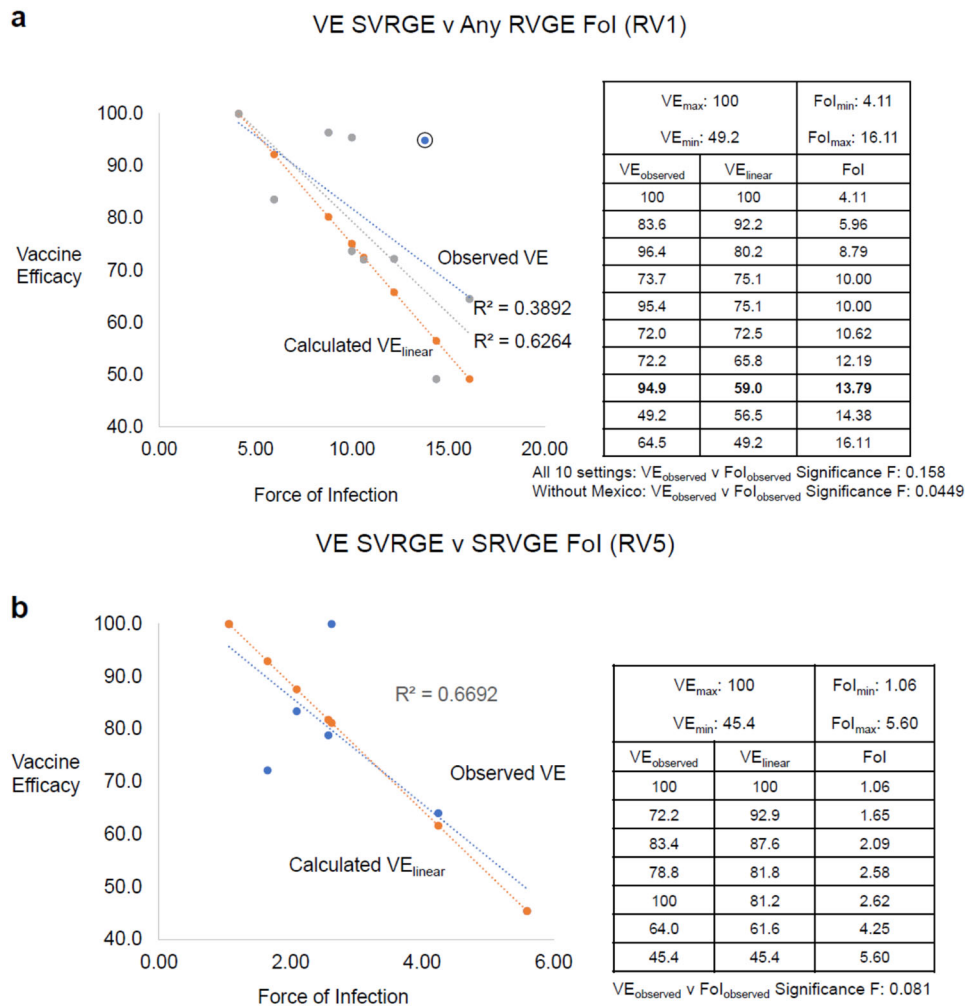 a
VE SVRGE v Any RVGE FoI (RV1)
100.0
90.0
80.0
70.0
60.0
50.0
40.0
Vaccine
Efficacy
Observed VE
R² = 0.3892
R² = 0.6264
Calculated VElinear
0.00 5.00 10.00 15.00 20.00
Force of Infection
VEmax: 100 FoImin: 4.11
VEmin: 49.2 FoImax: 16.11
VEobserved VElinear FoI
100 100 4.11
83.6 92.2 5.96
96.4 80.2 8.79
73.7 75.1 10.00
95.4 75.1 10.00
72.0 72.5 10.62
72.2 65.8 12.19
94.9 59.0 13.79
49.2 56.5 14.38
64.5 49.2 16.11
All 10 settings: VEobserved v FoIobserved Significance F: 0.158
Without Mexico: VEobserved v FoIobserved Significance F: 0.0449
VE SVRGE v SRVGE FoI (RV5)
b
100.0
90.0
80.0
70.0
60.0
50.0
40.0
Vaccine
Efficacy
R² = 0.6692
Observed VE
Calculated VElinear
0.00 2.00 4.00 6.00
Force of Infection
VEmax: 100 FoImin: 1.06
VEmin: 45.4 FoImax: 5.60
VEobserved VElinear FoI
100 100 1.06
72.2 92.9 1.65
83.4 87.6 2.09
78.8 81.8 2.58
100 81.2 2.62
64.0 61.6 4.25
45.4 45.4 5.60
VEobserved v FoIobserved Significance F: 0.081